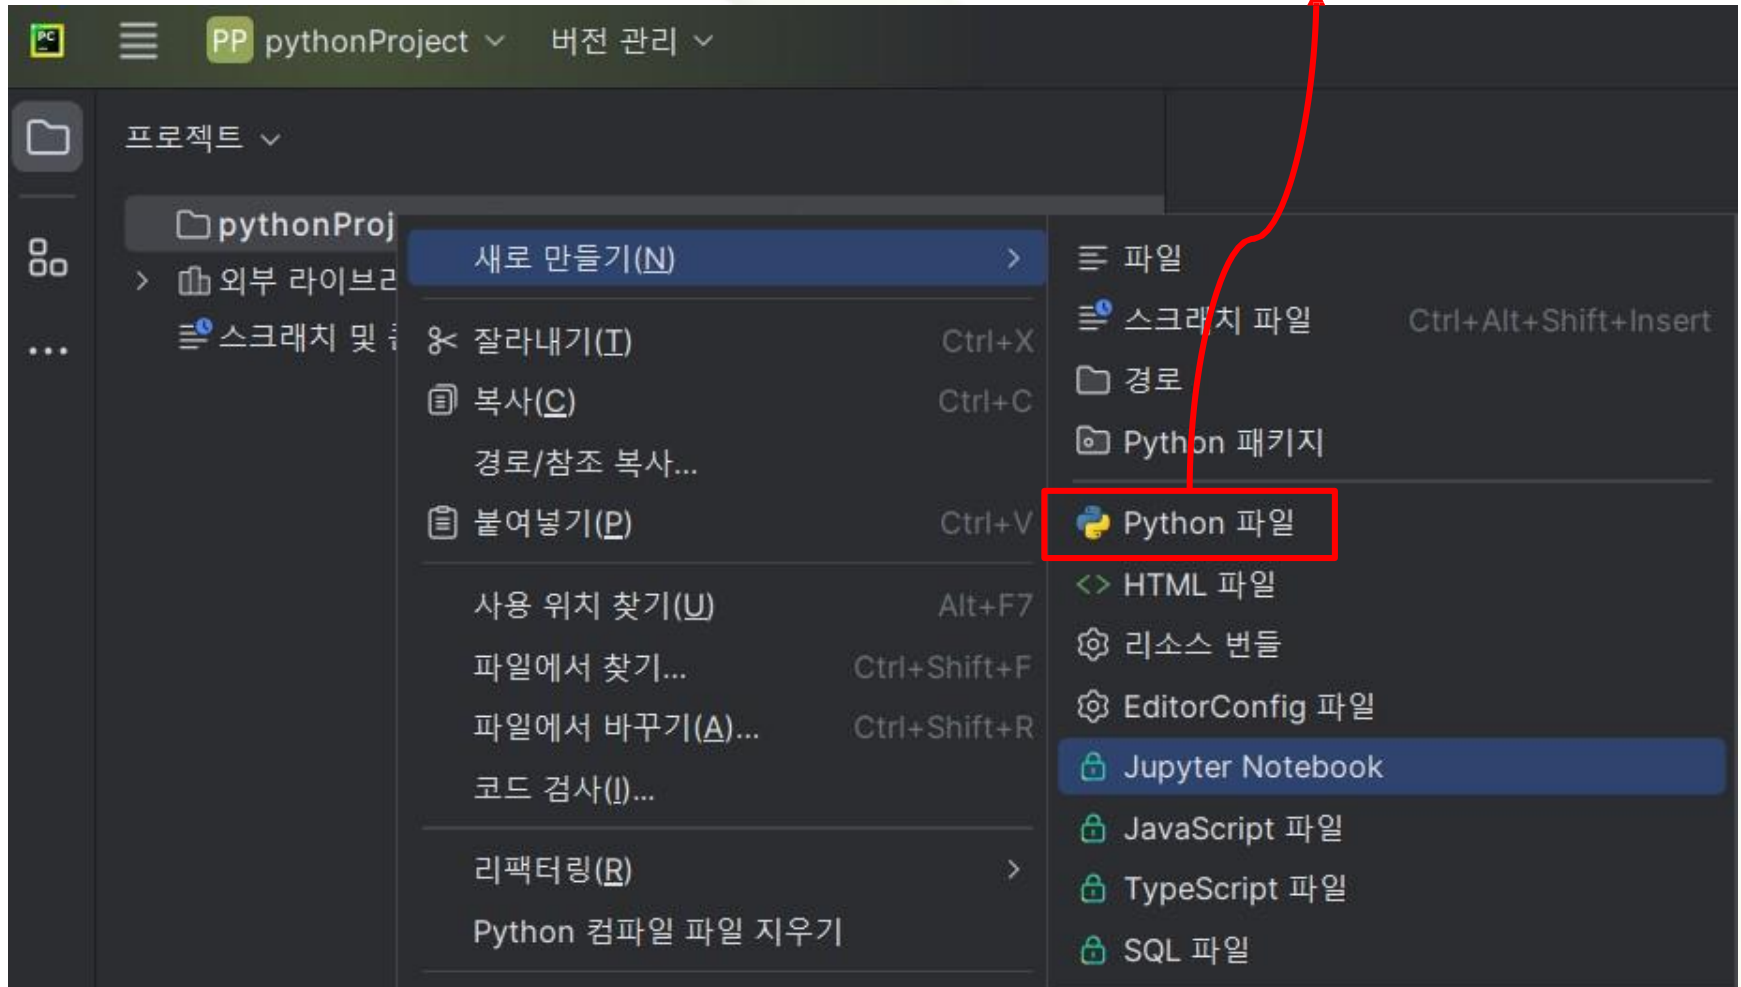 PC
PP pythonProject 버전 관리
프로젝트
pythonProj
외부 라이브러
스크래치 및
새로 만들기(N)
잘라내기(T) Ctrl+X
복사(C) Ctrl+C
경로/참조 복사...
붙여넣기(P) Ctrl+V
사용 위치 찾기(U) Alt+F7
파일에서 찾기... Ctrl+Shift+F
파일에서 바꾸기(A)... Ctrl+Shift+R
코드 검사(I)...
리팩터링(R)
Python 컴파일 파일 지우기
파일
스크래치 파일 Ctrl+Alt+Shift+Insert
경로
Python 패키지
Python 파일
HTML 파일
리소스 번들
EditorConfig 파일
Jupyter Notebook
JavaScript 파일
TypeScript 파일
SQL 파일